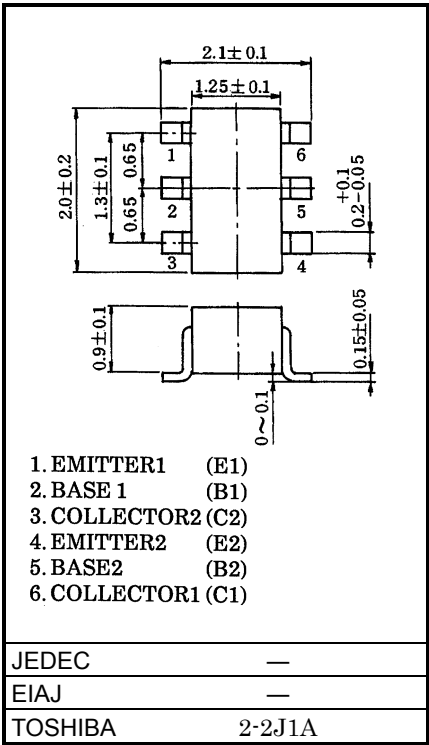 2.1±0.1
1.25±0.1
1
6
2
5
3
4
2.0±0.2
1.3±0.1
0.65
0.65
+0.1
0.2-0.05
0.9±0.1
0.15±0.05
0~0.1
1. EMITTER1 (E1)
2. BASE 1 (B1)
3. COLLECTOR2 (C2)
4. EMITTER2 (E2)
5. BASE2 (B2)
6. COLLECTOR1 (C1)
JEDEC —
EIAJ —
TOSHIBA 2-2J1A